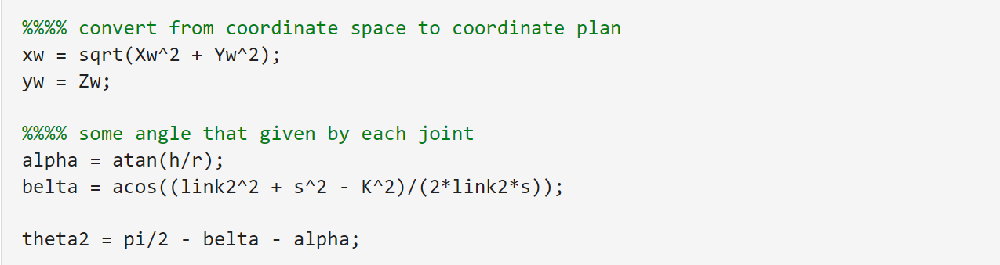 %%%% convert from coordinate space to coordinate plan
xw = sqrt(Xw^2 + Yw^2);
yw = Zw;
%%%% some angle that given by each joint
alpha = atan(h/r);
belta = acos((link2^2 + s^2 - K^2)/(2*link2*s));
theta2 = pi/2 - belta - alpha;